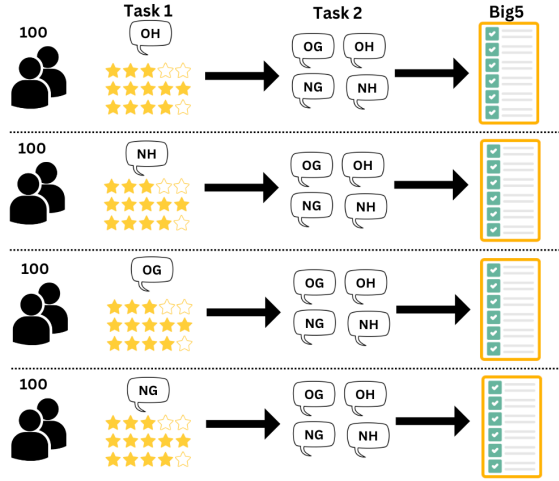 Task 1 Task 2 Big5
100
OH
OG OH
NG NH
100
NH
OG OH
NG NH
100
OG
OG OH
NG NH
100
NG
OG OH
NG NH